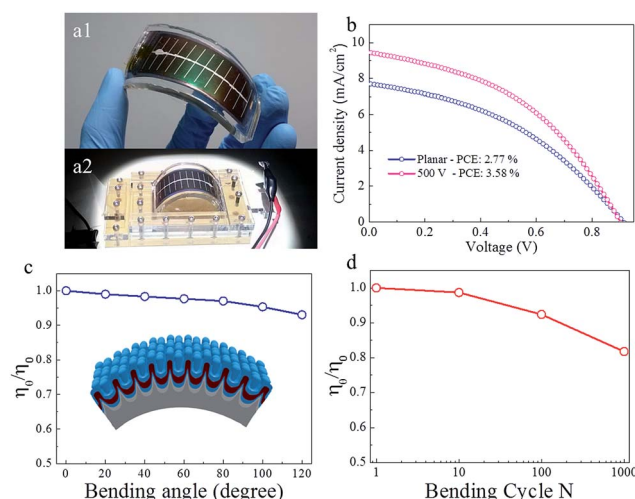 a1
a2
b
Current density (mA/cm²)
10
8
6
4
2
0
Planar - PCE: 2.77 %
500 V - PCE: 3.58 %
0.0 0.2 0.4 0.6 0.8
Voltage (V)
c
η₀/η₀
1.0
0.9
0.8
0.7
0.6
0.5
0 20 40 60 80 100 120
Bending angle (degree)
d
η₀/η₀
1.0
0.9
0.8
0.7
0.6
0.5
1 10 100 1000
Bending Cycle N